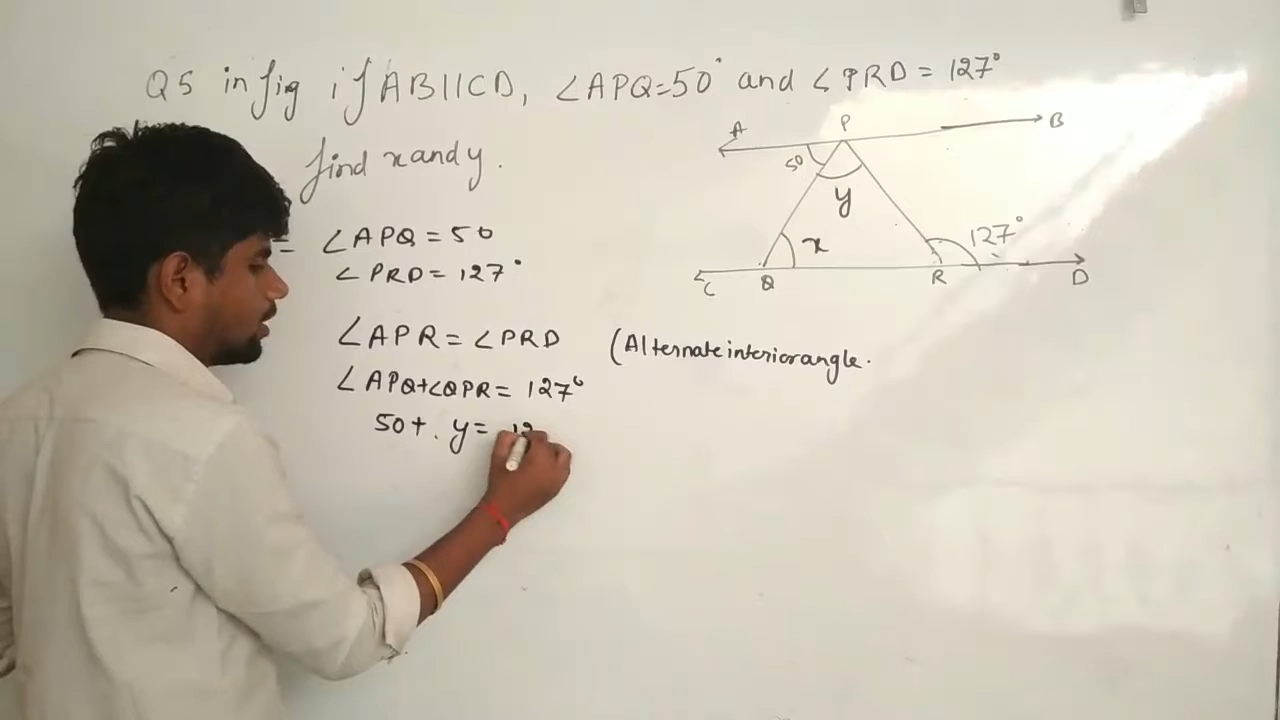 Q5 in fig if AB||CD, ∠APQ=50° and ∠PRD=127°
find x and y.
= ∠APQ=50
∠PRD=127°
∠APR=∠PRD (Alternate interior angle.
∠APQ+∠QPR=127°
50+. y= 12
A P B
50 y
x 127°
C Q R D